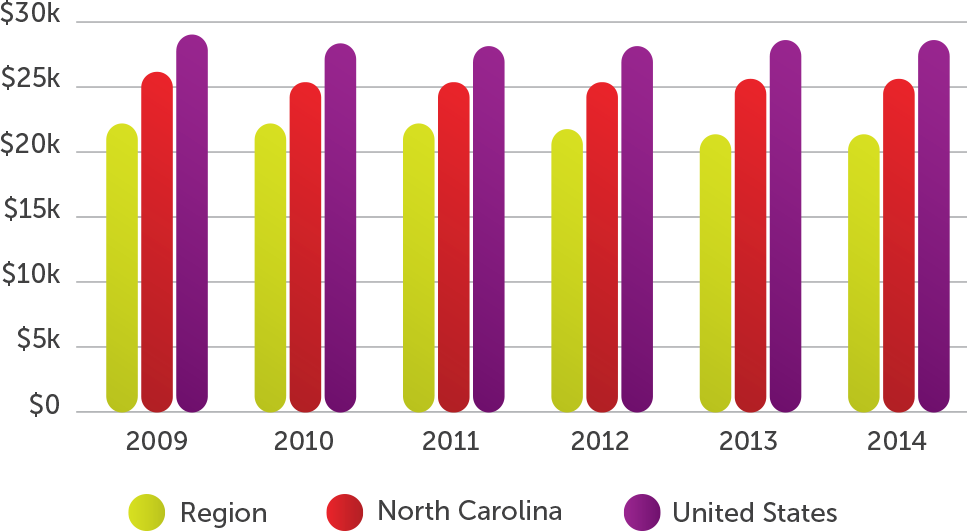 $30k
$25k
$20k
$15k
$10k
$5k
$0
2009 2010 2011 2012 2013 2014
Region North Carolina United States